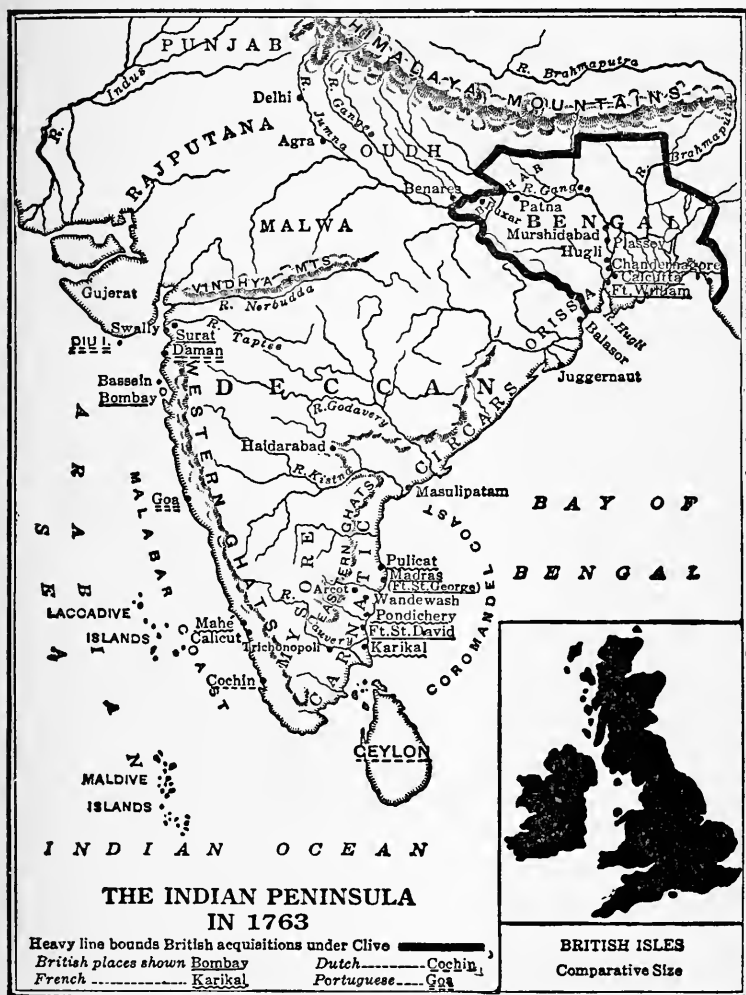 HIMALAYA MOUNTAINS
PUNJAB
R. Indus
R. Brahmaputra
Delhi
R. Ganges
R. Jumna
RAJPUTANA
Agra
OUDH
R. Brahmaputra
Benares
BIHAR
R. Ganges
Buxar
Patna
BENGAL
MALWA
Murshidabad
Plassey
Hugli
Chandernagore
Calcutta
Ft. William
VINDHYA MTS.
Gujerat
R. Nerbudda
ORISSA
R. Hugli
Balasor
Swally
Surat
R. Taptee
DIU I.
Daman
Juggernaut
Bassein
Bombay
DECCAN
R. Godavery
CIRCARS
Haidarabad
R. Kistna
Masulipatam
ARABIAN SEA
MALABAR COAST
WESTERN GHATS
Goa
EASTERN GHATS
COROMANDEL COAST
BAY OF
BENGAL
Pulicat
Madras
(Ft. St. George)
Arcot
Wandewash
MYSORE
CARNATIC
Pondichery
R. Cauvery
Ft. St. David
LACCADIVE
ISLANDS
Mahe
Calicut
Trichonopoli
Karikal
Cochin
CEYLON
MALDIVE
ISLANDS
INDIAN OCEAN
THE INDIAN PENINSULA
IN 1763
Heavy line bounds British acquisitions under Clive
British places shown Bombay
Dutch Cochin
French Karikal
Portuguese Goa
BRITISH ISLES
Comparative Size